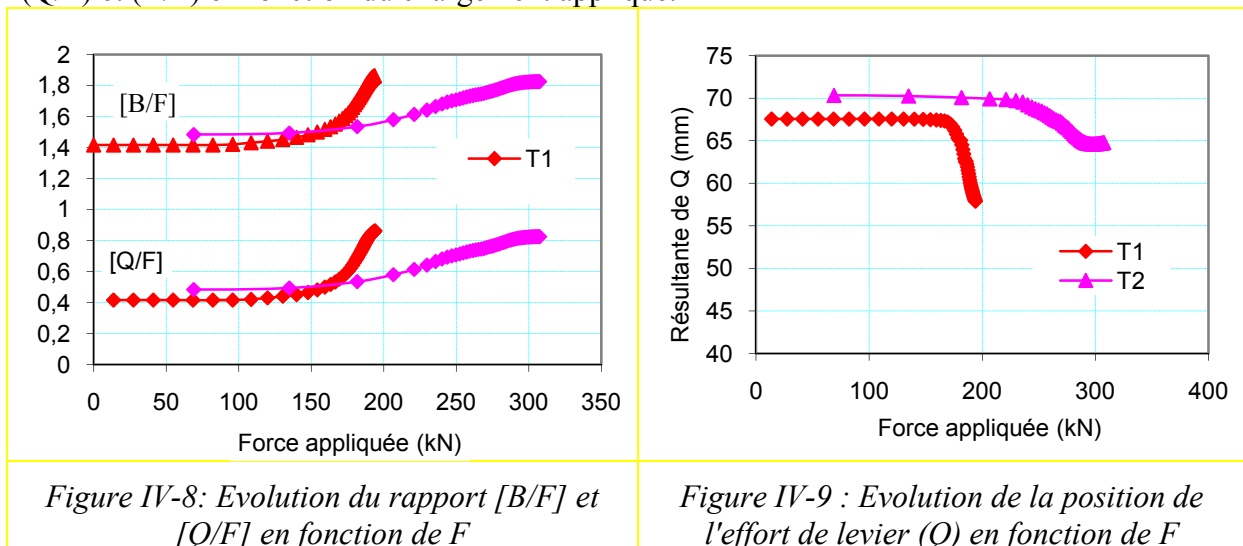 2
1,8
1,6
1,4
1,2
1
0,8
0,6
0,4
0,2
0
[B/F]
[Q/F]
T1
0 50 100 150 200 250 300 350
Force appliquée (kN)
75
70
65
60
55
50
45
40
Résultante de Q (mm)
T1
T2
0 100 200 300 400
Force appliquée (kN)
Figure IV-8: Evolution du rapport [B/F] et
[Q/F] en fonction de F
Figure IV-9 : Evolution de la position de
l'effort de levier (Q) en fonction de F